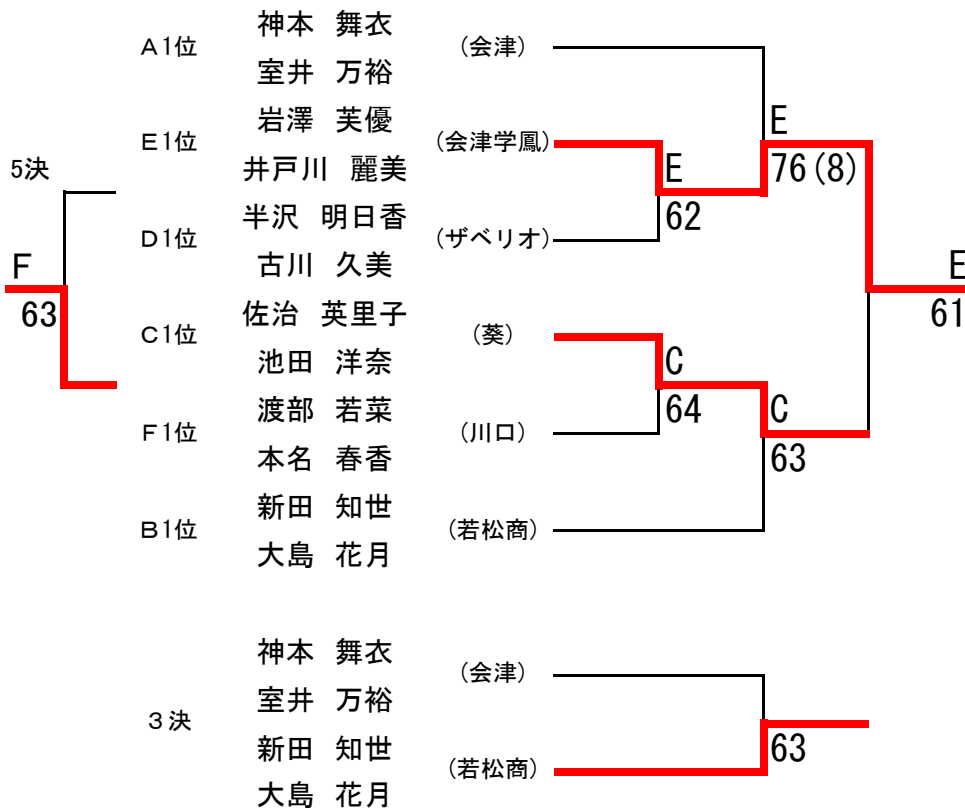 神本 舞衣
A1位 (会津)
室井 万裕
岩澤 芙優 E
E1位 (会津学鳳)
5決 井戸川 麗美 E 76(8)
半沢 明日香 62
D1位 (ザベリオ)
F 古川 久美 E
63 佐治 英里子 61
C1位 (葵)
池田 洋奈 C
渡部 若菜 64 C
F1位 (川口)
本名 春香 63
新田 知世
B1位 (若松商)
大島 花月
神本 舞衣
(会津)
室井 万裕
3決
新田 知世 63
(若松商)
大島 花月